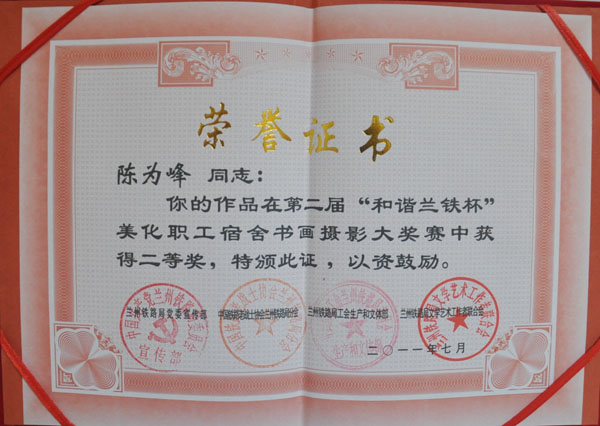 荣誉证书
陈为峰 同志：
你的作品在第二届“和谐兰铁杯”
美化职工宿舍书画摄影大奖赛中获
得二等奖，特颁此证，以资鼓励。
兰州铁路局党委宣传部 兰州铁路局工会生产和文体部 兰州铁路局文学艺术工作者联合会
宣传部
二〇一一年七月